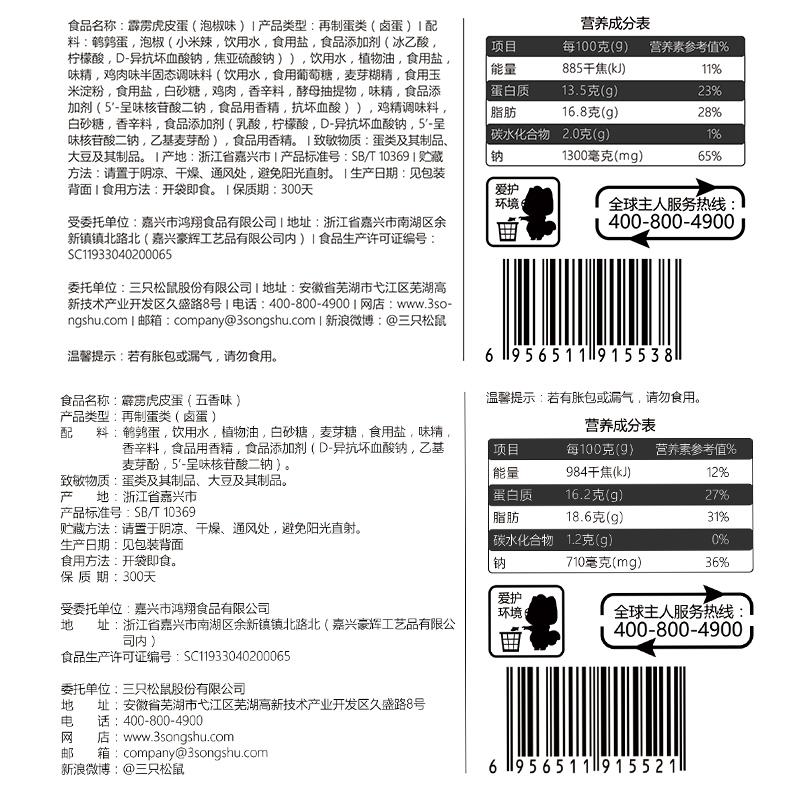 食品名称：霹雳虎皮蛋（泡椒味）| 产品类型：再制蛋类（卤蛋）| 配
料：鹌鹑蛋，泡椒（小米辣，饮用水，食用盐，食品添加剂（冰乙酸，
柠檬酸，D-异抗坏血酸钠，焦亚硫酸钠）），饮用水，植物油，食用盐，
味精，鸡肉味半固态调味料（饮用水，食用葡萄糖，麦芽糊精，食用玉
米淀粉，食用盐，白砂糖，鸡肉，香辛料，酵母抽提物，味精，食品添
加剂（5’-呈味核苷酸二钠，食品用香精，抗坏血酸）），鸡精调味料，
白砂糖，香辛料，食品添加剂（乳酸，柠檬酸，D-异抗坏血酸钠，5’-呈
味核苷酸二钠，乙基麦芽酚），食品用香精。| 致敏物质：蛋类及其制品、
大豆及其制品。| 产地：浙江省嘉兴市 | 产品标准号：SB/T 10369 | 贮藏
方法：请置于阴凉、干燥、通风处，避免阳光直射。| 生产日期：见包装
背面 | 食用方法：开袋即食。| 保质期：300天
受委托单位：嘉兴市鸿翔食品有限公司 | 地址：浙江省嘉兴市南湖区余
新镇镇北路北（嘉兴豪辉工艺品有限公司内）| 食品生产许可证编号：
SC11933040200065
委托单位：三只松鼠股份有限公司 | 地址：安徽省芜湖市弋江区芜湖高
新技术产业开发区久盛路8号 | 电话：400-800-4900 | 网店：www.3so-
ngshu.com | 邮箱：company@3songshu.com | 新浪微博：@三只松鼠
温馨提示：若有胀包或漏气，请勿食用。
营养成分表
项目 每100克(g) 营养素参考值%
能量 885千焦(kJ) 11%
蛋白质 13.5克(g) 23%
脂肪 16.8克(g) 28%
碳水化合物 2.0克(g) 1%
钠 1300毫克(mg) 65%
爱护
环境
全球主人服务热线：
400-800-4900
6 956511 915538
食品名称：霹雳虎皮蛋（五香味）
产品类型：再制蛋类（卤蛋）
配 料：鹌鹑蛋，饮用水，植物油，白砂糖，麦芽糖，食用盐，味精，
香辛料，食品用香精，食品添加剂（D-异抗坏血酸钠，乙基
麦芽酚，5’-呈味核苷酸二钠）。
致敏物质：蛋类及其制品、大豆及其制品。
产 地：浙江省嘉兴市
产品标准号：SB/T 10369
贮藏方法：请置于阴凉、干燥、通风处，避免阳光直射。
生产日期：见包装背面
食用方法：开袋即食。
保 质 期：300天
受委托单位：嘉兴市鸿翔食品有限公司
地 址：浙江省嘉兴市南湖区余新镇镇北路北（嘉兴豪辉工艺品有限公
司内）
食品生产许可证编号：SC11933040200065
委托单位：三只松鼠股份有限公司
地 址：安徽省芜湖市弋江区芜湖高新技术产业开发区久盛路8号
电 话：400-800-4900
网 店：www.3songshu.com
邮 箱：company@3songshu.com
新浪微博：@三只松鼠
温馨提示：若有胀包或漏气，请勿食用。
营养成分表
项目 每100克(g) 营养素参考值%
能量 984千焦(kJ) 12%
蛋白质 16.2克(g) 27%
脂肪 18.6克(g) 31%
碳水化合物 1.2克(g) 0%
钠 710毫克(mg) 36%
爱护
环境
全球主人服务热线：
400-800-4900
6 956511 915521